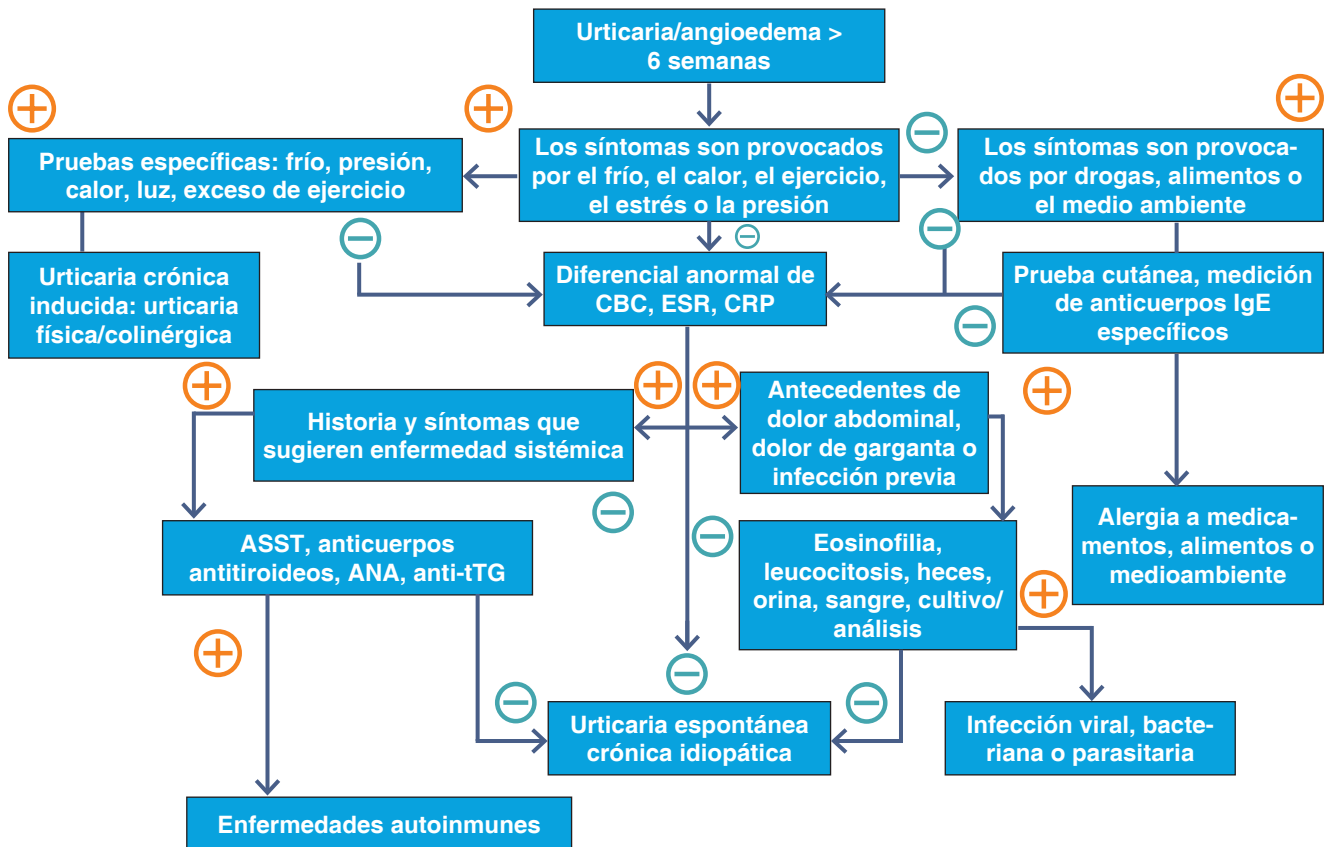 Urticaria/angioedema >
6 semanas
Pruebas específicas: frío, presión,
calor, luz, exceso de ejercicio
Los síntomas son provocados
por el frío, el calor, el ejercicio,
el estrés o la presión
Los síntomas son provoca-
dos por drogas, alimentos o
el medio ambiente
Urticaria crónica
inducida: urticaria
física/colinérgica
Diferencial anormal de
CBC, ESR, CRP
Prueba cutánea, medición
de anticuerpos IgE
específicos
Historia y síntomas que
sugieren enfermedad sistémica
Antecedentes de
dolor abdominal,
dolor de garganta o
infección previa
ASST, anticuerpos
antitiroideos, ANA, anti-tTG
Eosinofilia,
leucocitosis, heces,
orina, sangre, cultivo/
análisis
Alergia a medica-
mentos, alimentos o
medioambiente
Urticaria espontánea
crónica idiopática
Infección viral, bacte-
riana o parasitaria
Enfermedades autoinmunes